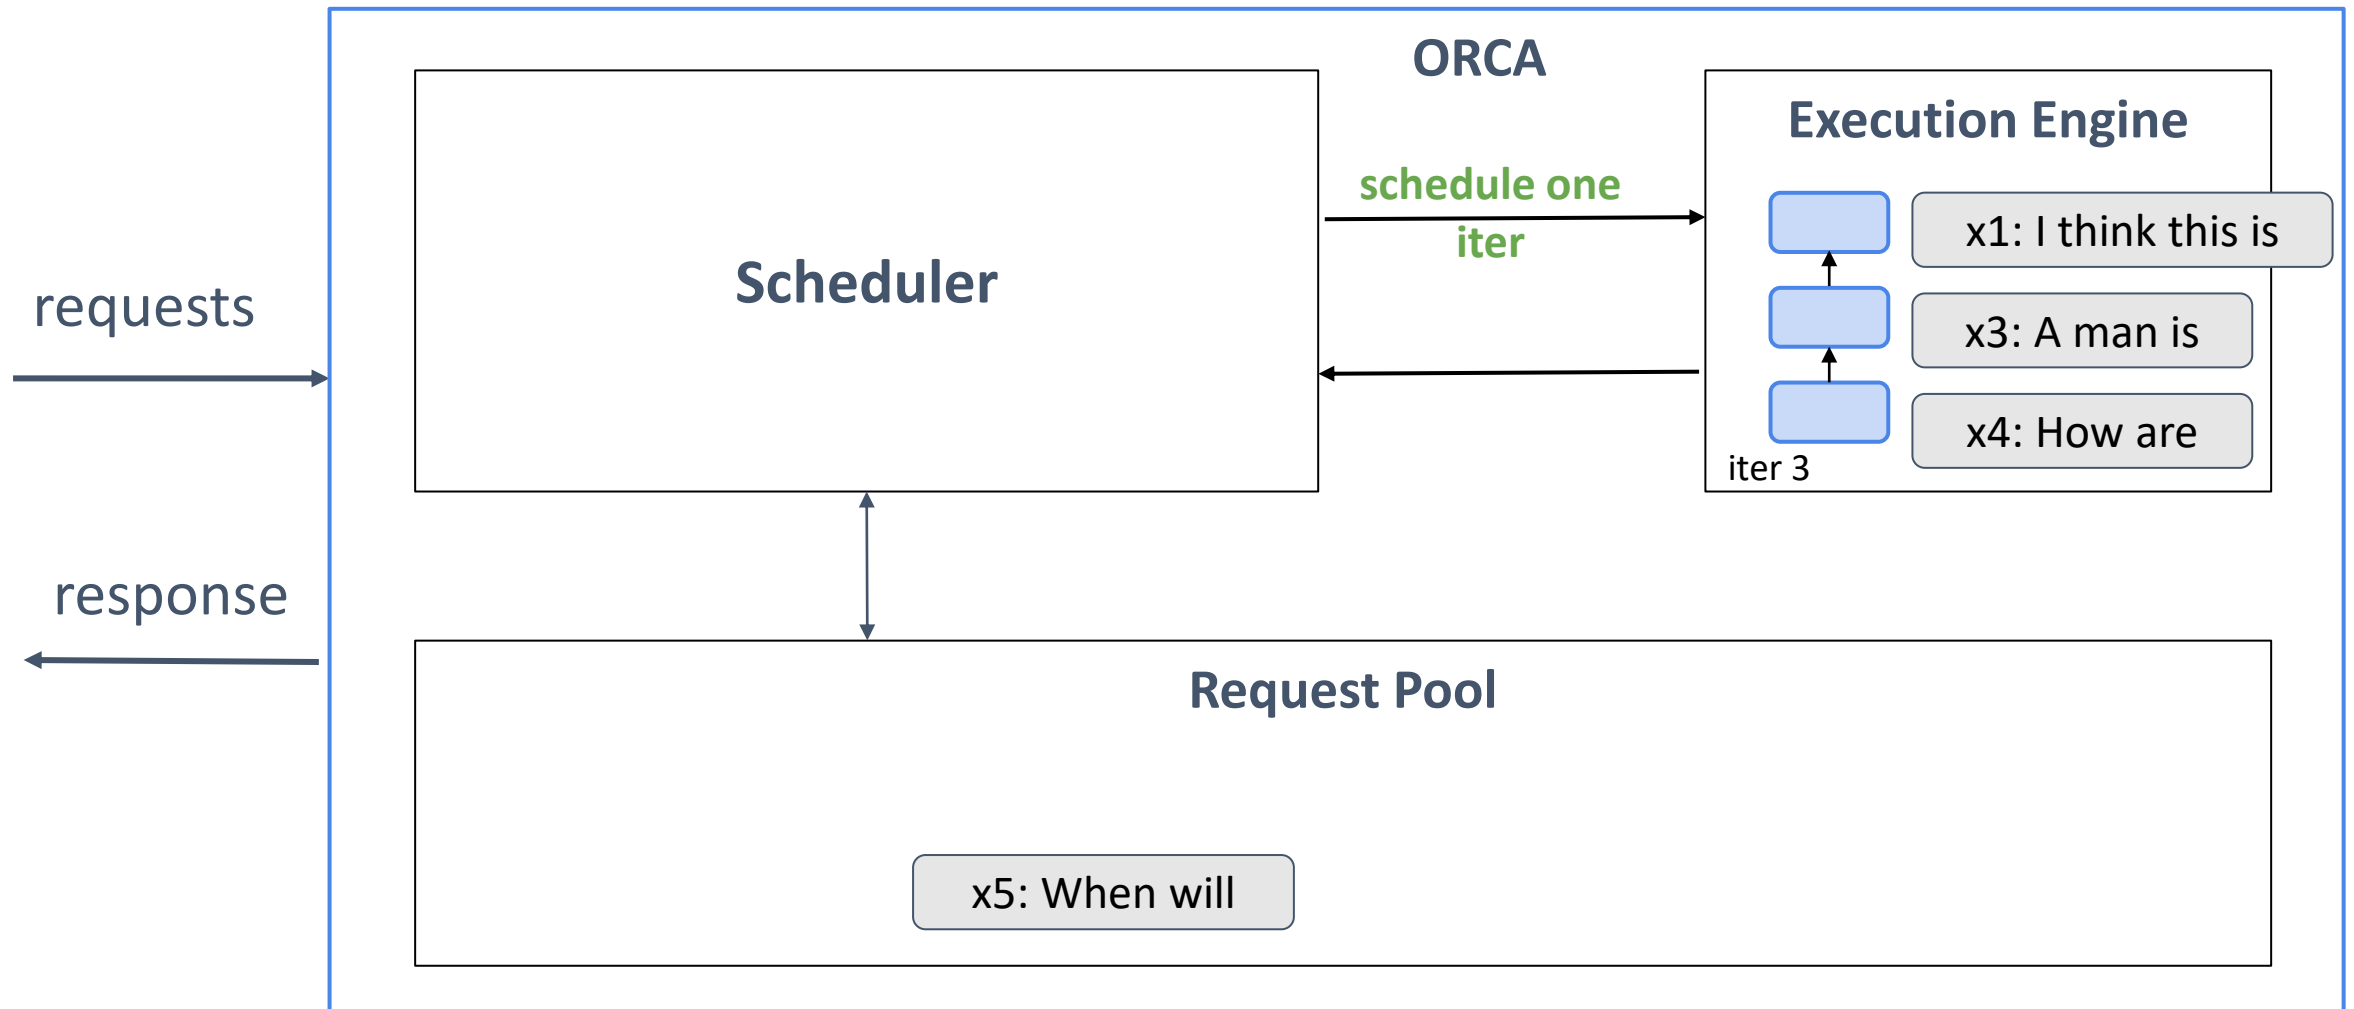 ORCA
Scheduler
schedule one
iter
Execution Engine
x1: I think this is
x3: A man is
x4: How are
iter 3
requests
response
Request Pool
x5: When will